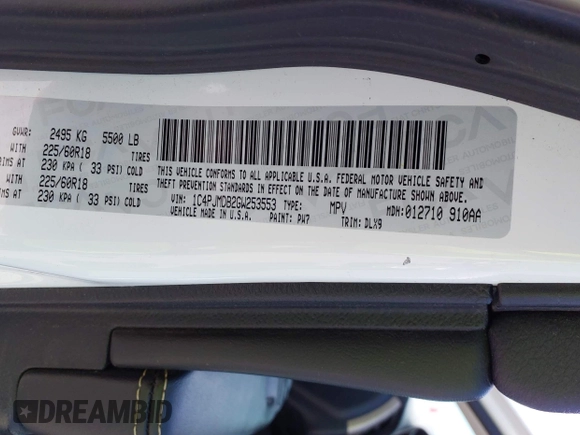 GVWR: 2495 KG 5500 LB
WITH 225/60R18 TIRES
RIMS AT 230 KPA ( 33 PSI) COLD
WITH 225/60R18 TIRES
RIMS AT 230 KPA ( 33 PSI) COLD
THIS VEHICLE CONFORMS TO ALL APPLICABLE U.S.A. FEDERAL MOTOR VEHICLE SAFETY AND
THEFT PREVENTION STANDARDS IN EFFECT ON THE DATE OF MANUFACTURE SHOWN ABOVE.
VIN: 1C4PJMDB2GW253553 TYPE: MPV MDH: 012710 910AA
VEHICLE MADE IN U.S.A. PAINT: PW7 TRIM: DLX9
DREAMBID